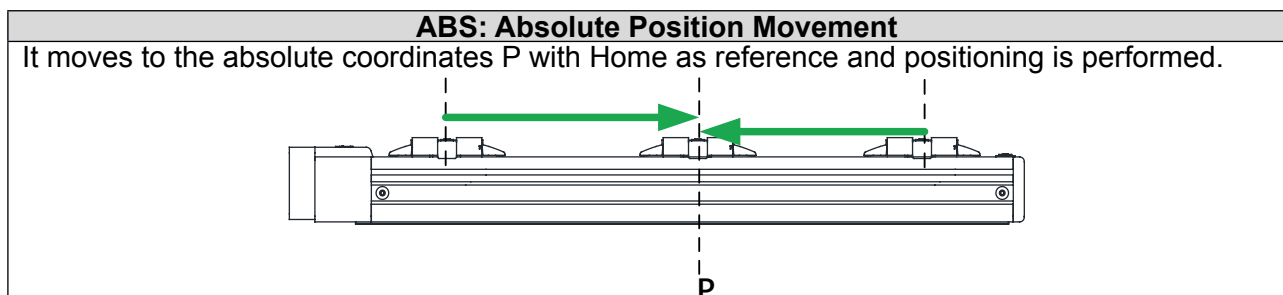 ABS: Absolute Position Movement
It moves to the absolute coordinates P with Home as reference and positioning is performed.
P